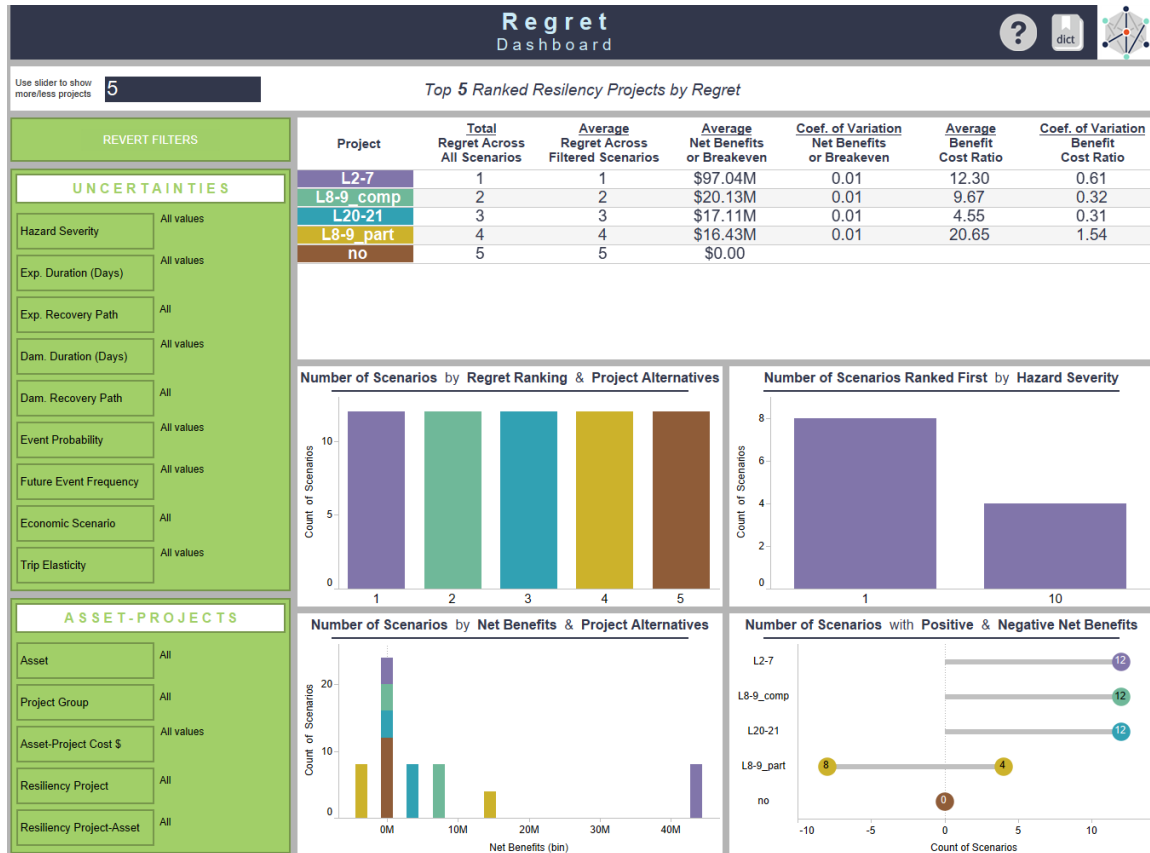 Regret
Dashboard
?
dict
Use slider to show
more/less projects
5
Top 5 Ranked Resilency Projects by Regret
REVERT FILTERS
UNCERTAINTIES
Hazard Severity
All values
Exp. Duration (Days)
All values
Exp. Recovery Path
All
Dam. Duration (Days)
All values
Dam. Recovery Path
All
Event Probability
All values
Future Event Frequency
All values
Economic Scenario
All
Trip Elasticity
All values
ASSET-PROJECTS
Asset
All
Project Group
All
Asset-Project Cost $
All values
Resiliency Project
All
Resiliency Project-Asset
All
Project
Total
Regret Across
All Scenarios
Average
Regret Across
Filtered Scenarios
Average
Net Benefits
or Breakeven
Coef. of Variation
Net Benefits
or Breakeven
Average
Benefit
Cost Ratio
Coef. of Variation
Benefit
Cost Ratio
L2-7 1 1 $97.04M 0.01 12.30 0.61
L8-9_comp 2 2 $20.13M 0.01 9.67 0.32
L20-21 3 3 $17.11M 0.01 4.55 0.31
L8-9_part 4 4 $16.43M 0.01 20.65 1.54
no 5 5 $0.00
Number of Scenarios by Regret Ranking & Project Alternatives
Count of Scenarios
10
5
0
1 2 3 4 5
Number of Scenarios Ranked First by Hazard Severity
Count of Scenarios
8
6
4
2
0
1 10
Number of Scenarios by Net Benefits & Project Alternatives
Count of Scenarios
20
10
0
0M 10M 20M 30M 40M
Net Benefits (bin)
Number of Scenarios with Positive & Negative Net Benefits
L2-7 12
L8-9_comp 12
L20-21 12
L8-9_part 8 4
no 0
-10 -5 0 5 10
Count of Scenarios